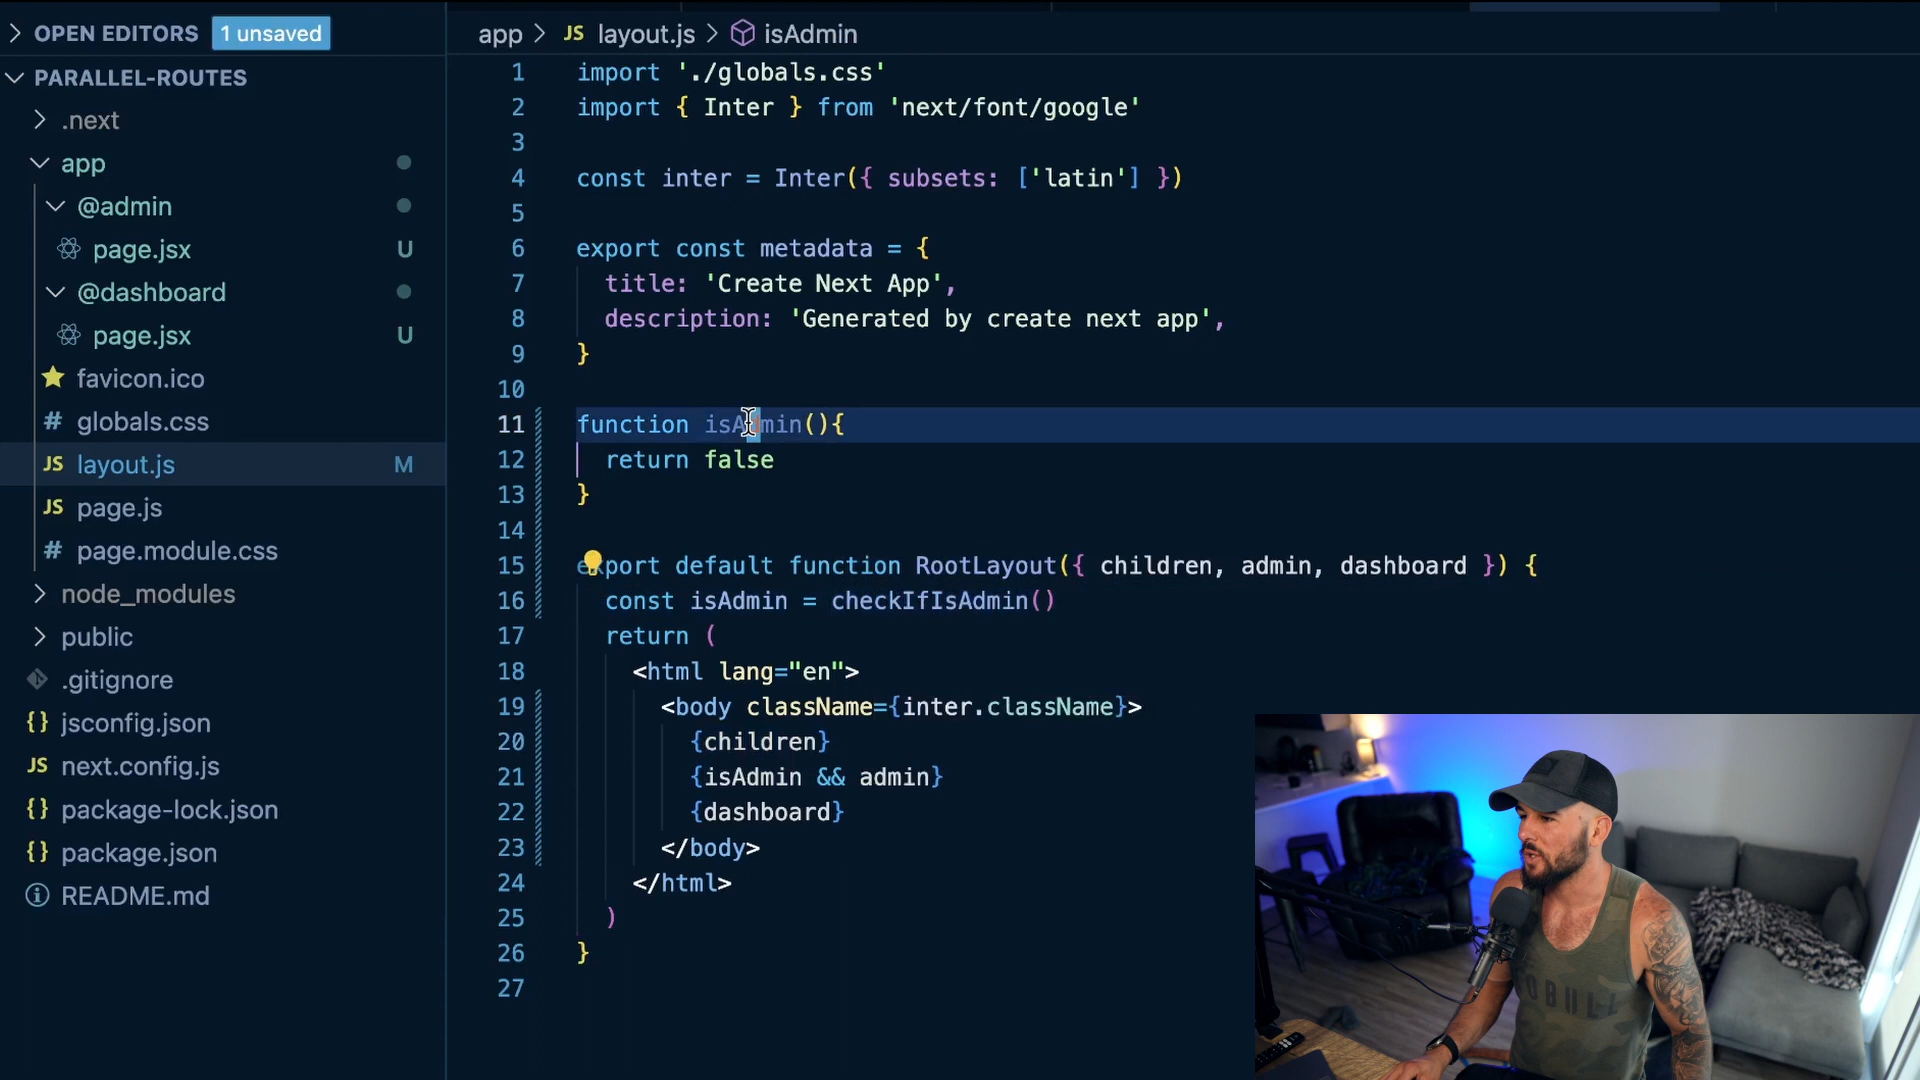 OPEN EDITORS 1 unsaved
PARALLEL-ROUTES
.next
app
@admin
page.jsx U
@dashboard
page.jsx U
favicon.ico
# globals.css
JS layout.js M
JS page.js
# page.module.css
node_modules
public
.gitignore
{} jsconfig.json
JS next.config.js
{} package-lock.json
{} package.json
README.md
app > JS layout.js > isAdmin
1 import './globals.css'
2 import { Inter } from 'next/font/google'
3
4 const inter = Inter({ subsets: ['latin'] })
5
6 export const metadata = {
7 title: 'Create Next App',
8 description: 'Generated by create next app',
9 }
10
11 function isAdmin(){
12 return false
13 }
14
15 export default function RootLayout({ children, admin, dashboard }) {
16 const isAdmin = checkIfIsAdmin()
17 return (
18 <html lang="en">
19 <body className={inter.className}>
20 {children}
21 {isAdmin && admin}
22 {dashboard}
23 </body>
24 </html>
25 )
26 }
27